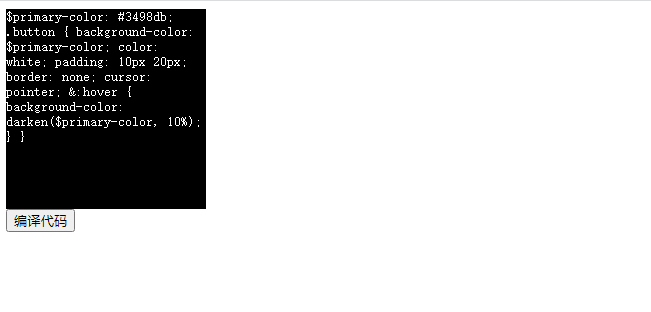 $primary-color: #3498db;
.button { background-color:
$primary-color; color:
white; padding: 10px 20px;
border: none; cursor:
pointer; &:hover {
background-color:
darken($primary-color, 10%);
} }
编译代码